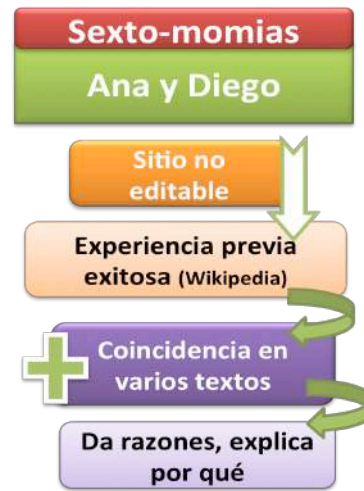 Sexto-momias
Ana y Diego
Sitio no
editable
Experiencia previa
exitosa (Wikipedia)
Coincidencia en
varios textos
Da razones, explica
por qué